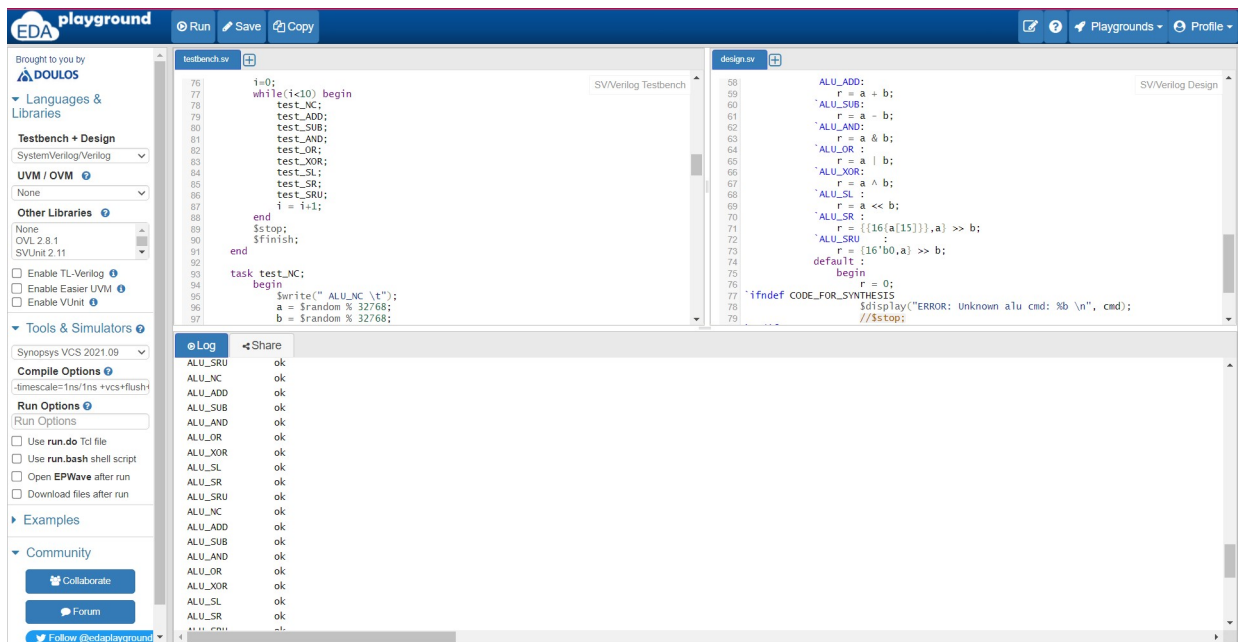 EDA playground
Run Save Copy
Playgrounds Profile
Brought to you by
DOULOS
Languages & Libraries
Testbench + Design
SystemVerilog/Verilog
UVM / OVM
None
Other Libraries
None
OVL 2.8.1
SVUnit 2.11
Enable TL-Verilog
Enable Easier UVM
Enable VUnit
Tools & Simulators
Synopsys VCS 2021.09
Compile Options
-timescale=1ns/1ns +vcs+flush+
Run Options
Run Options
Use run.do Tcl file
Use run.bash shell script
Open EPWave after run
Download files after run
Examples
Community
Collaborate
Forum
Follow @edaplayground
testbench.sv
SV/Verilog Testbench
76 i=0;
77 while(i<10) begin
78 test_NC;
79 test_ADD;
80 test_SUB;
81 test_AND;
82 test_OR;
83 test_XOR;
84 test_SL;
85 test_SR;
86 test_SRU;
87 i = i+1;
88 end
89 $stop;
90 $finish;
91 end
92
93 task test_NC;
94 begin
95 $write(" ALU_NC \t");
96 a = $random % 32768;
97 b = $random % 32768;
design.sv
SV/Verilog Design
58 ALU_ADD:
59 r = a + b;
60 `ALU_SUB:
61 r = a - b;
62 `ALU_AND:
63 r = a & b;
64 `ALU_OR :
65 r = a | b;
66 `ALU_XOR:
67 r = a ^ b;
68 `ALU_SL :
69 r = a << b;
70 `ALU_SR :
71 r = {{16{a[15]}},a} >> b;
72 `ALU_SRU :
73 r = {16'b0,a} >> b;
74 default :
75 begin
76 r = 0;
77 `ifndef CODE_FOR_SYNTHESIS
78 $display("ERROR: Unknown alu cmd: %b \n", cmd);
79 //$stop;
Log Share
ALU_SRU ok
ALU_NC ok
ALU_ADD ok
ALU_SUB ok
ALU_AND ok
ALU_OR ok
ALU_XOR ok
ALU_SL ok
ALU_SR ok
ALU_SRU ok
ALU_NC ok
ALU_ADD ok
ALU_SUB ok
ALU_AND ok
ALU_OR ok
ALU_XOR ok
ALU_SL ok
ALU_SR ok